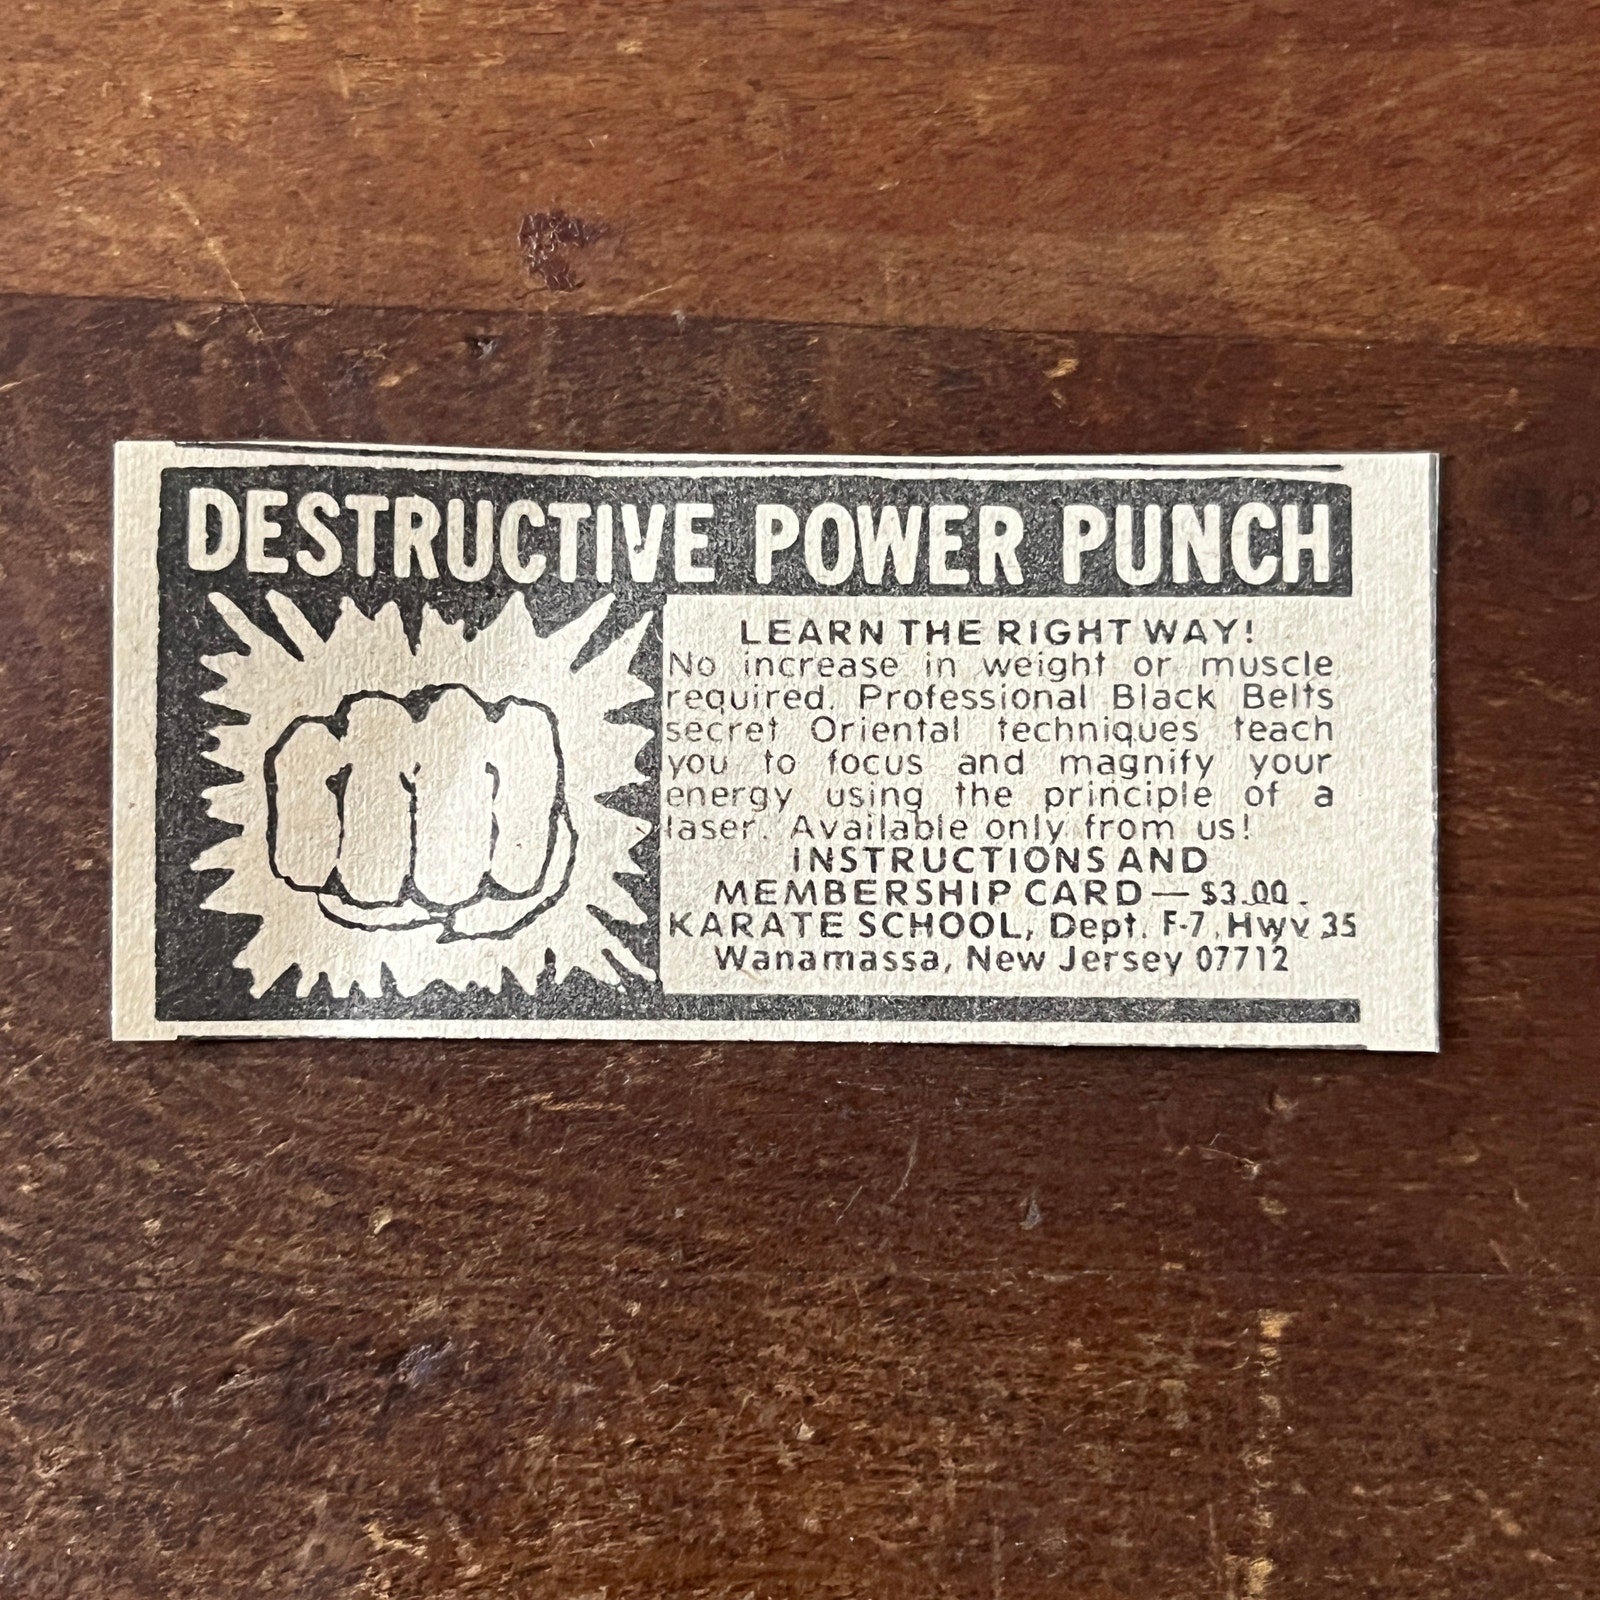 DESTRUCTIVE POWER PUNCH
LEARN THE RIGHT WAY!
No increase in weight or muscle
required. Professional Black Belts
secret Oriental techniques teach
you to focus and magnify your
energy using the principle of a
laser. Available only from us!
INSTRUCTIONS AND
MEMBERSHIP CARD — $3.00.
KARATE SCHOOL, Dept. F-7, Hwy 35
Wanamassa, New Jersey 07712